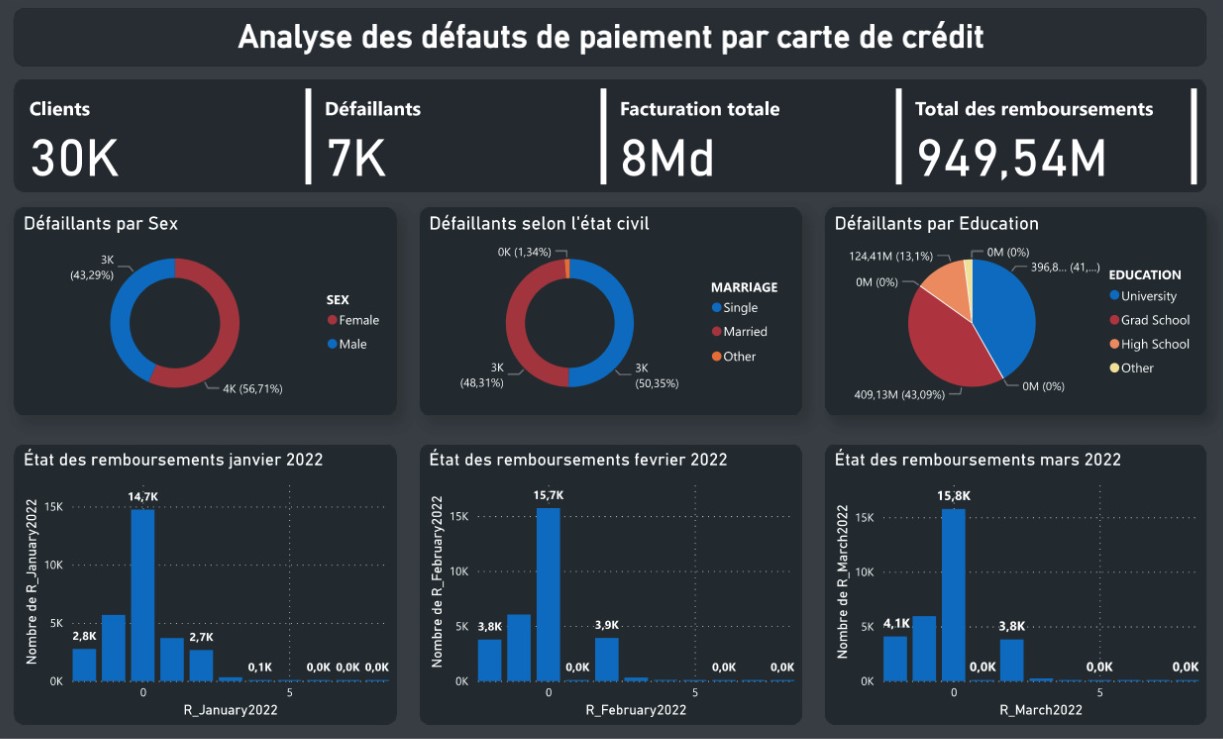 Analyse des défauts de paiement par carte de crédit
Clients
30K
Défaillants
7K
Facturation totale
8Md
Total des remboursements
949,54M
Défaillants par Sex
3K
(43,29%)
4K (56,71%)
SEX
Female
Male
Défaillants selon l'état civil
0K (1,34%)
3K
(48,31%)
3K
(50,35%)
MARRIAGE
Single
Married
Other
Défaillants par Education
124,41M (13,1%)
0M (0%)
0M (0%)
396,8... (41,...)
409,13M (43,09%)
0M (0%)
EDUCATION
University
Grad School
High School
Other
État des remboursements janvier 2022
Nombre de R_January2022
15K
10K
5K
0K
2,8K
14,7K
2,7K
0,1K
0,0K
0,0K
0,0K
0
5
R_January2022
État des remboursements fevrier 2022
Nombre de R_February2022
15K
10K
5K
0K
3,8K
15,7K
0,0K
3,9K
0,0K
0,0K
0
5
R_February2022
État des remboursements mars 2022
Nombre de R_March2022
15K
10K
5K
0K
4,1K
15,8K
0,0K
3,8K
0,0K
0,0K
0
5
R_March2022